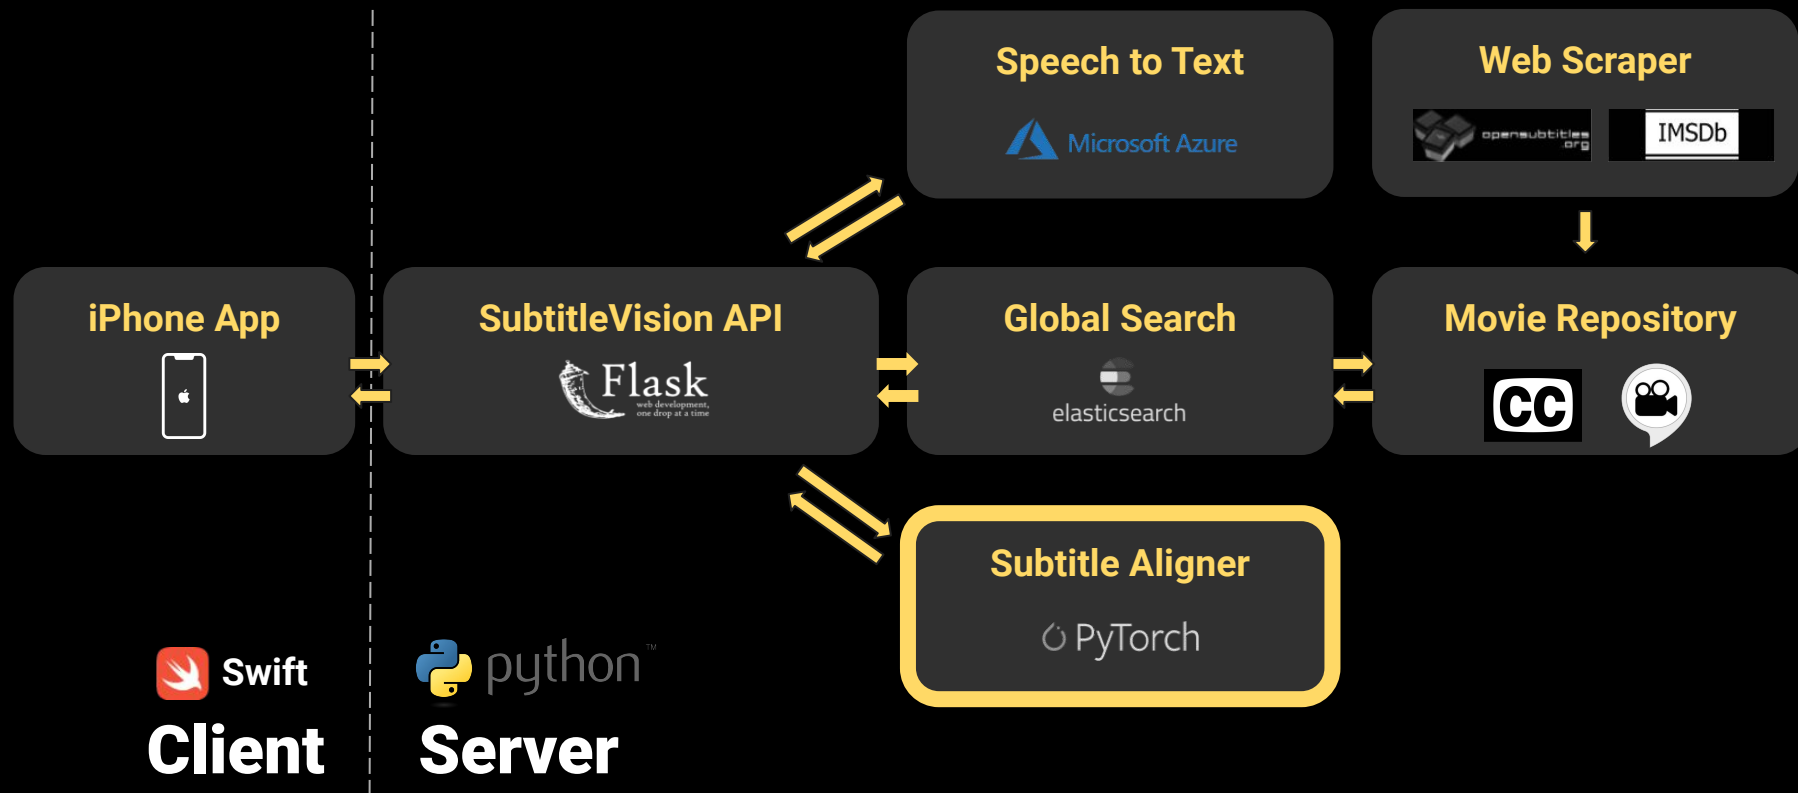 Speech to Text
Microsoft Azure
Web Scraper
opensubtitles
.org
IMSDb
iPhone App
SubtitleVision API
Flask
web development,
one drop at a time
Global Search
elasticsearch
Movie Repository
CC
Subtitle Aligner
PyTorch
Swift
python™
Client
Server